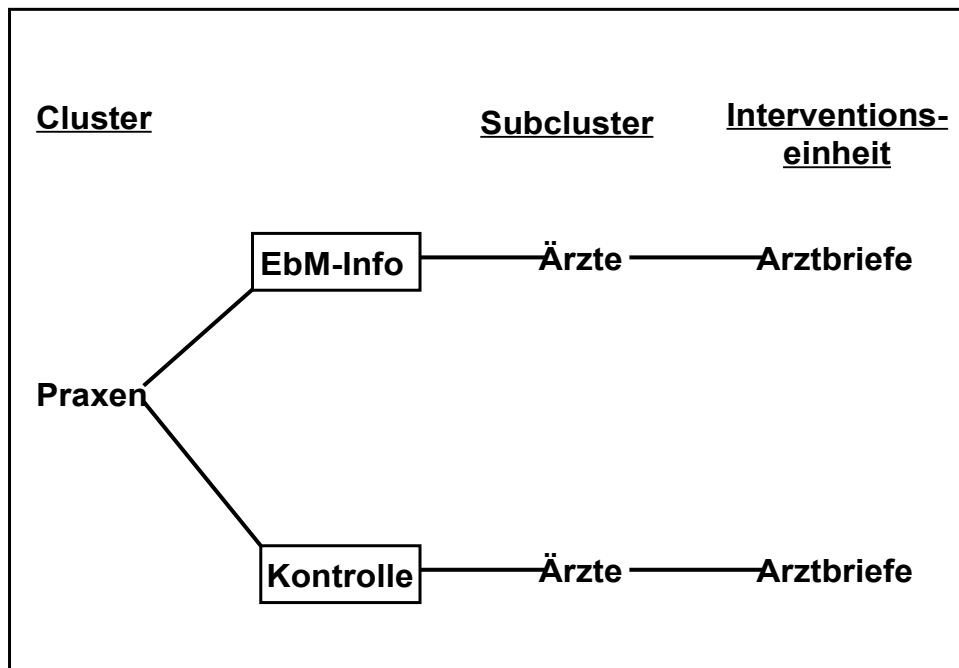 Cluster
Subcluster
Interventions-
einheit
EbM-Info
Ärzte
Arztbriefe
Praxen
Kontrolle
Ärzte
Arztbriefe